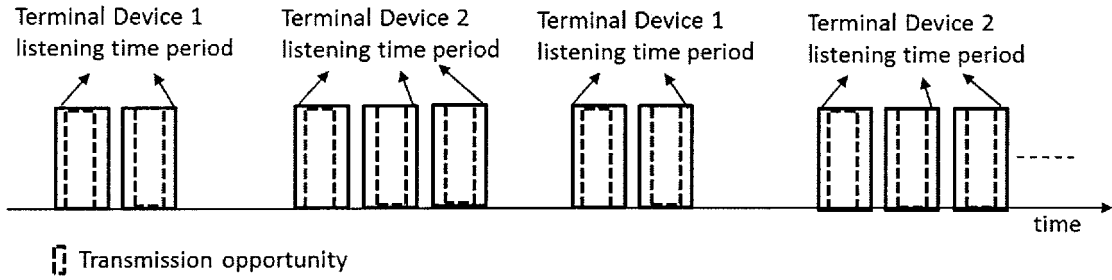 Terminal Device 1
listening time period
Terminal Device 2
listening time period
Terminal Device 1
listening time period
Terminal Device 2
listening time period
time
Transmission opportunity